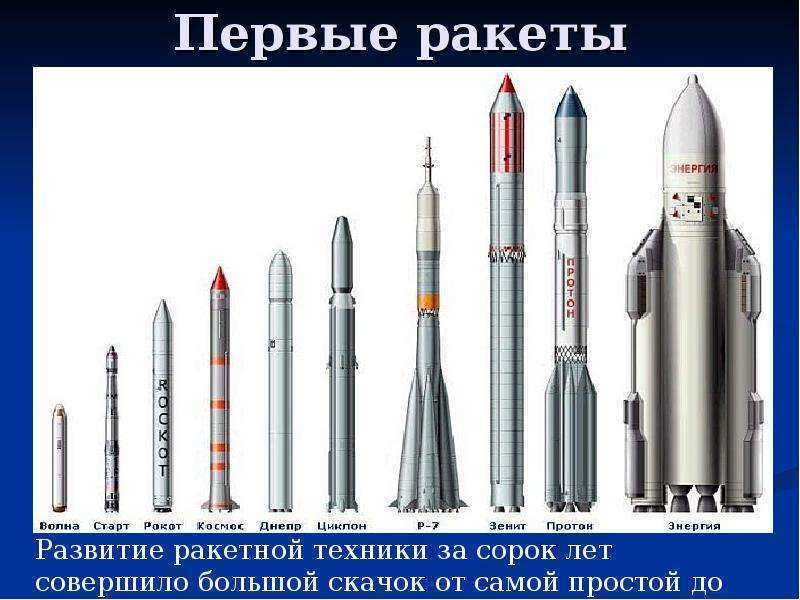 Первые ракеты
ЭНЕРГИЯ
ПРОТОН
ROCKOT
Волна Старт Рокот Космос Днепр Циклон Р-7 Зенит Протон Энергия
Развитие ракетной техники за сорок лет
совершило большой скачок от самой простой до